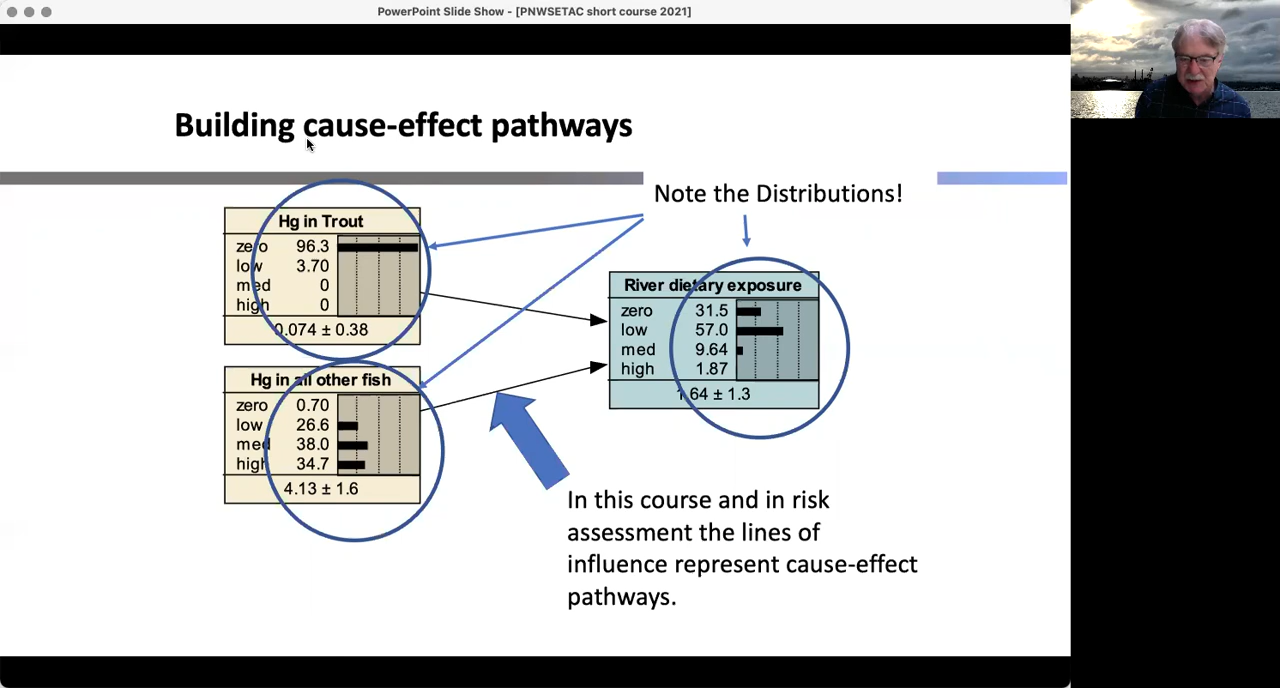 PowerPoint Slide Show - [PNWSETAC short course 2021]
Building cause-effect pathways
Note the Distributions!
Hg in Trout
zero 96.3
low 3.70
med 0
high 0
0.074 ± 0.38
Hg in all other fish
zero 0.70
low 26.6
med 38.0
high 34.7
4.13 ± 1.6
River dietary exposure
zero 31.5
low 57.0
med 9.64
high 1.87
1.64 ± 1.3
In this course and in risk
assessment the lines of
influence represent cause-effect
pathways.